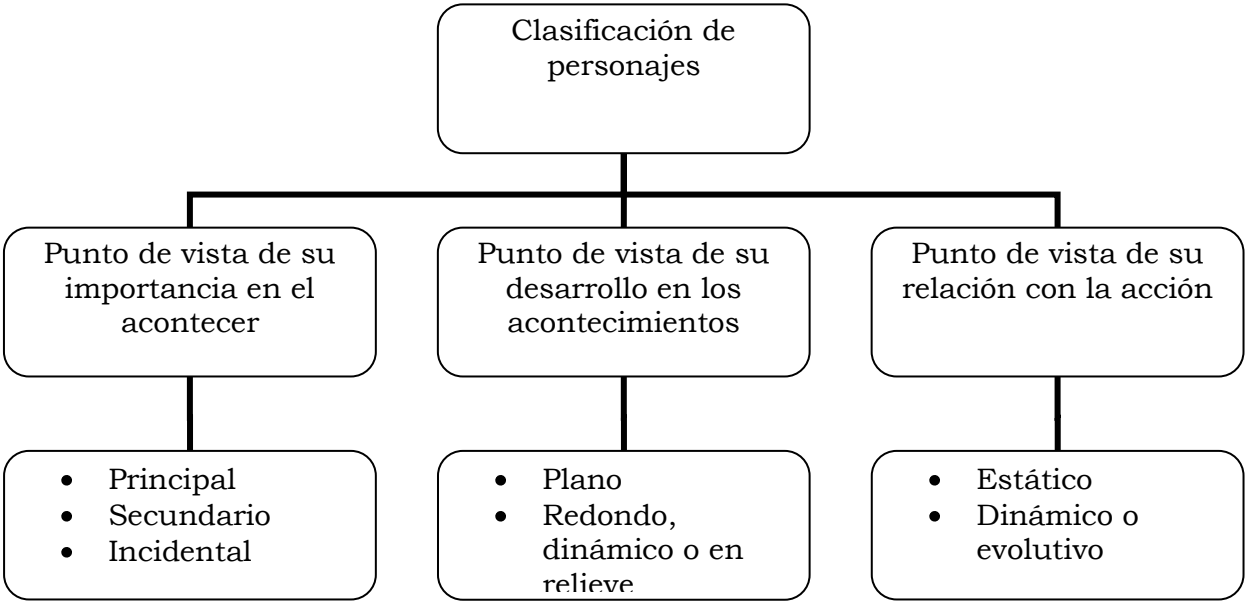 Clasificación de
personajes
Punto de vista de su
importancia en el
acontecer
Punto de vista de su
desarrollo en los
acontecimientos
Punto de vista de su
relación con la acción
• Principal
• Secundario
• Incidental
• Plano
• Redondo,
dinámico o en
relieve
• Estático
• Dinámico o
evolutivo